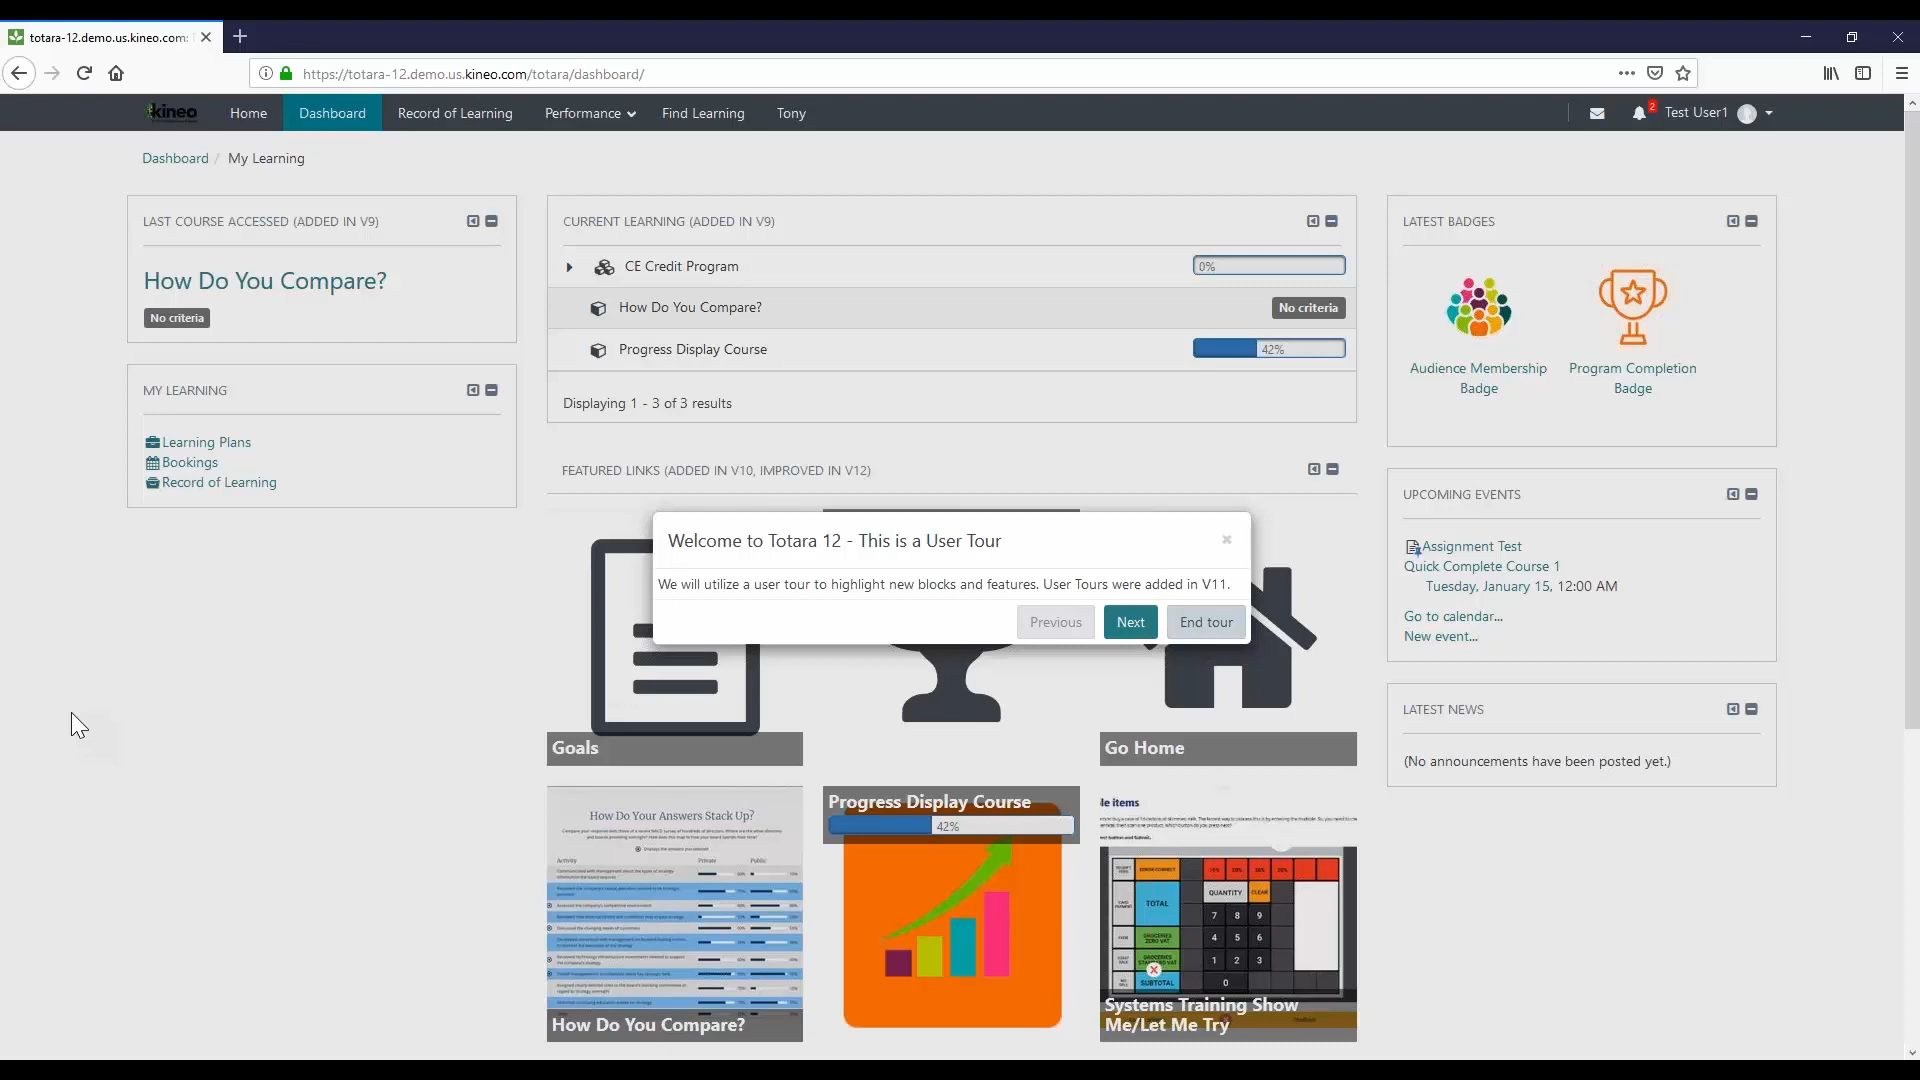 totara-12.demo.us.kineo.com:
https://totara-12.demo.us.kineo.com/totara/dashboard/
kineo
Home
Dashboard
Record of Learning
Performance
Find Learning
Tony
2
Test User1
Dashboard / My Learning
LAST COURSE ACCESSED (ADDED IN V9)
How Do You Compare?
No criteria
MY LEARNING
Learning Plans
Bookings
Record of Learning
CURRENT LEARNING (ADDED IN V9)
CE Credit Program
0%
How Do You Compare?
No criteria
Progress Display Course
42%
Displaying 1 - 3 of 3 results
FEATURED LINKS (ADDED IN V10, IMPROVED IN V12)
Welcome to Totara 12 - This is a User Tour
We will utilize a user tour to highlight new blocks and features. User Tours were added in V11.
Previous
Next
End tour
Goals
Go Home
How Do Your Answers Stack Up?
Activity
Private
Public
How Do You Compare?
Progress Display Course
42%
le items
ERROR CORRECT
QUANTITY
CLEAR
TOTAL
7 8 9
4 5 6
1 2 3
0
SUBTOTAL
Systems Training Show
Me/Let Me Try
LATEST BADGES
Audience Membership
Badge
Program Completion
Badge
UPCOMING EVENTS
Assignment Test
Quick Complete Course 1
Tuesday, January 15, 12:00 AM
Go to calendar...
New event...
LATEST NEWS
(No announcements have been posted yet.)